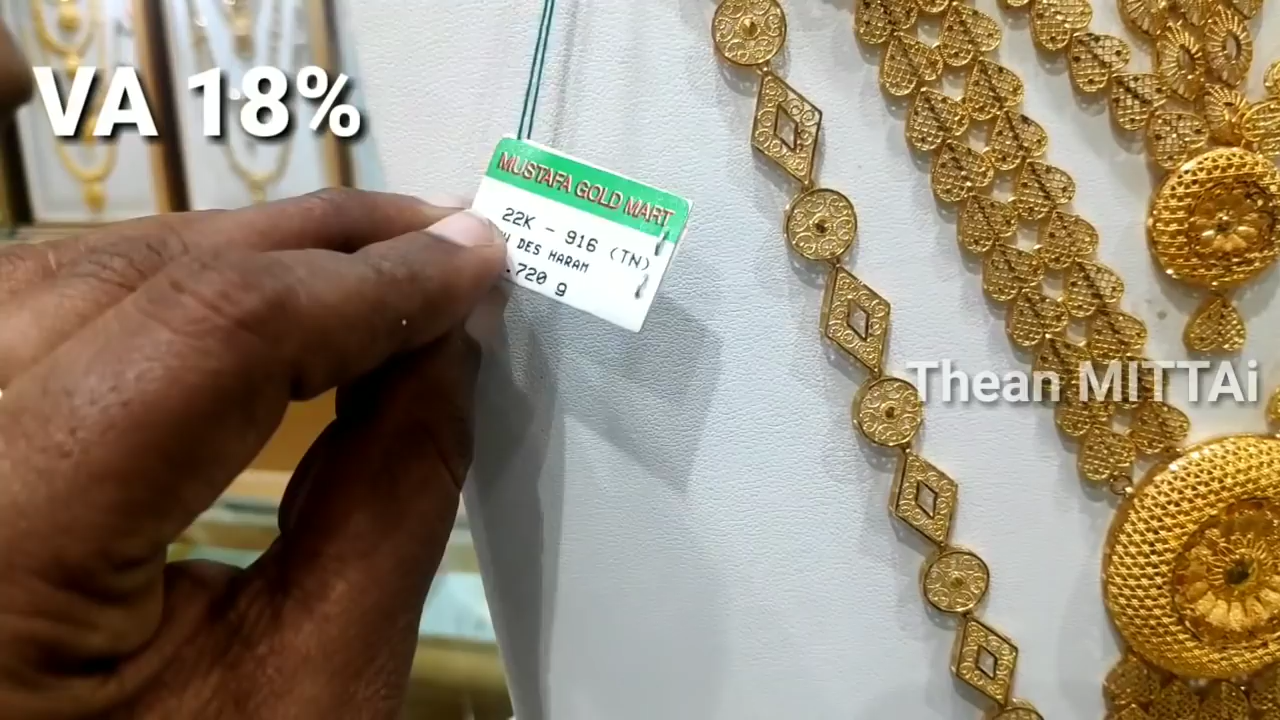 VA 18%
MUSTAFA GOLD MART
22K - 916 (TN)
DES HARAM
.720 g
Thean MITTAi